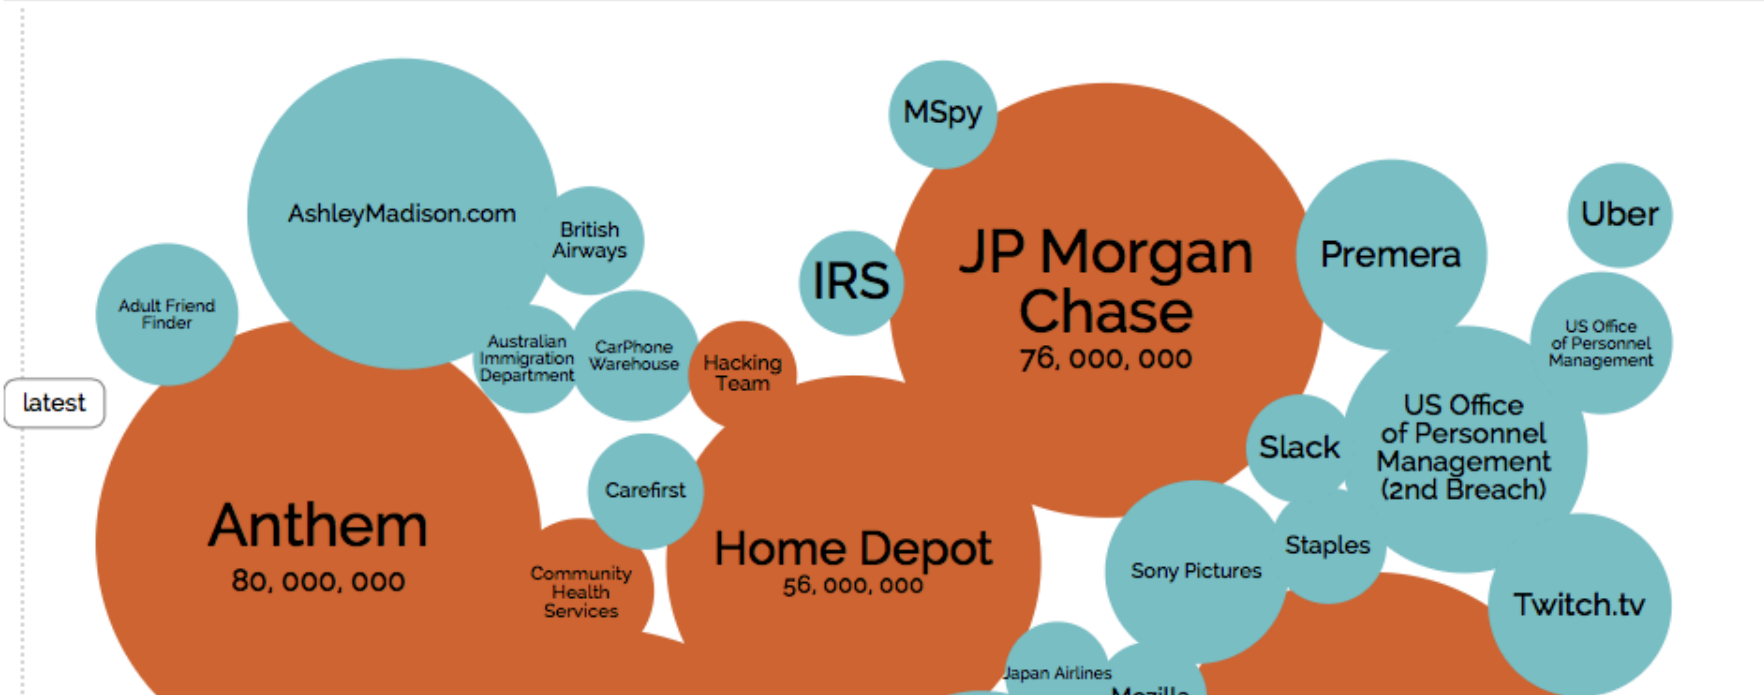 MSpy
AshleyMadison.com
British
Airways
Uber
JP Morgan
Chase
76, 000, 000
Premera
IRS
Adult Friend
Finder
Australian
Immigration
Department
CarPhone
Warehouse
Hacking
Team
US Office
of Personnel
Management
latest
US Office
of Personnel
Management
(2nd Breach)
Slack
Carefirst
Anthem
80, 000, 000
Home Depot
56, 000, 000
Staples
Sony Pictures
Community
Health
Services
Twitch.tv
Japan Airlines
Mozilla